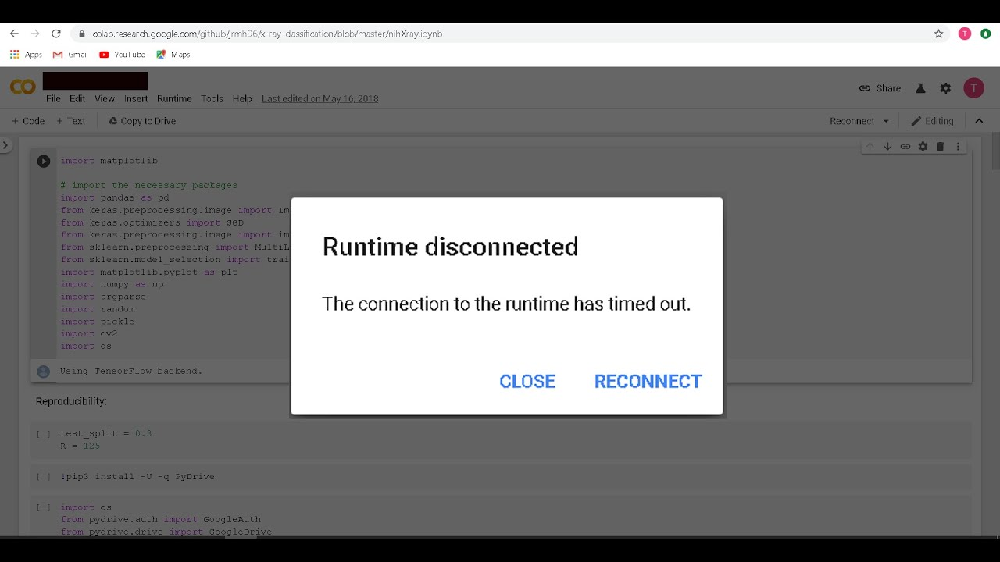 colab.research.google.com/github/jrmh96/x-ray-classification/blob/master/nihXray.ipynb
T
Apps Gmail YouTube Maps
CO
File Edit View Insert Runtime Tools Help Last edited on May 16, 2018
Share
T
+ Code + Text Copy to Drive
Reconnect Editing
import matplotlib
# import the necessary packages
import pandas as pd
from keras.preprocessing.image import Im
from keras.optimizers import SGD
from keras.preprocessing.image import im
from sklearn.preprocessing import MultiL
from sklearn.model_selection import trai
import matplotlib.pyplot as plt
import numpy as np
import argparse
import random
import pickle
import cv2
import os
Using TensorFlow backend.
Runtime disconnected
The connection to the runtime has timed out.
CLOSE RECONNECT
Reproducibility:
[ ] test_split = 0.3
R = 125
[ ] !pip3 install -U -q PyDrive
[ ] import os
from pydrive.auth import GoogleAuth
from pydrive.drive import GoogleDrive